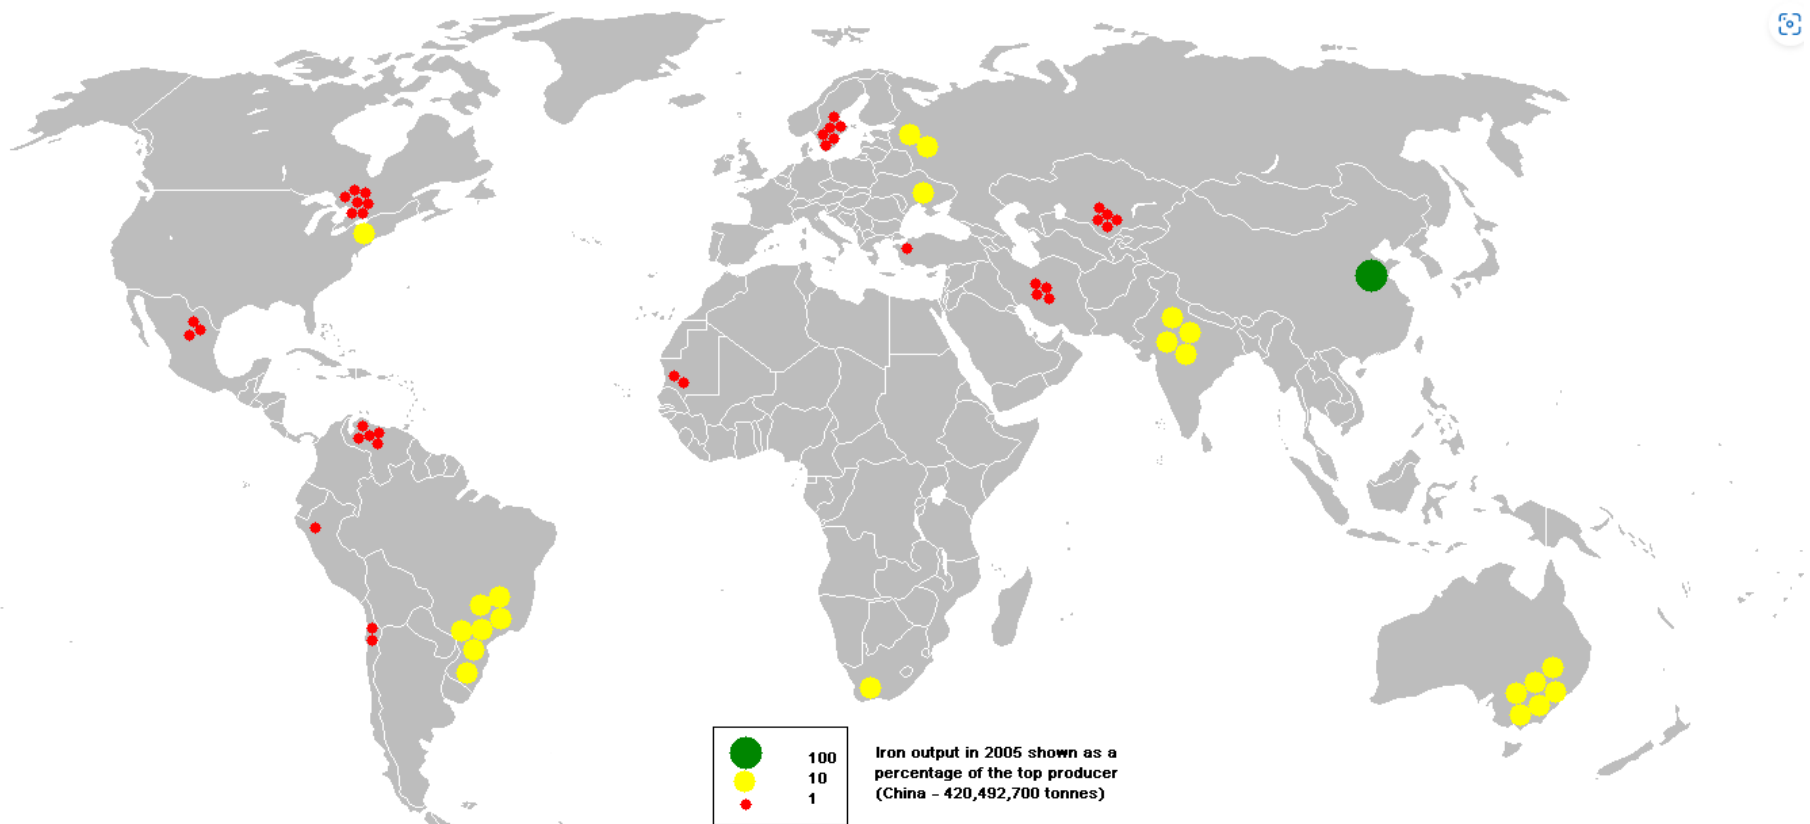 100
10
1
Iron output in 2005 shown as a
percentage of the top producer
(China - 420,492,700 tonnes)